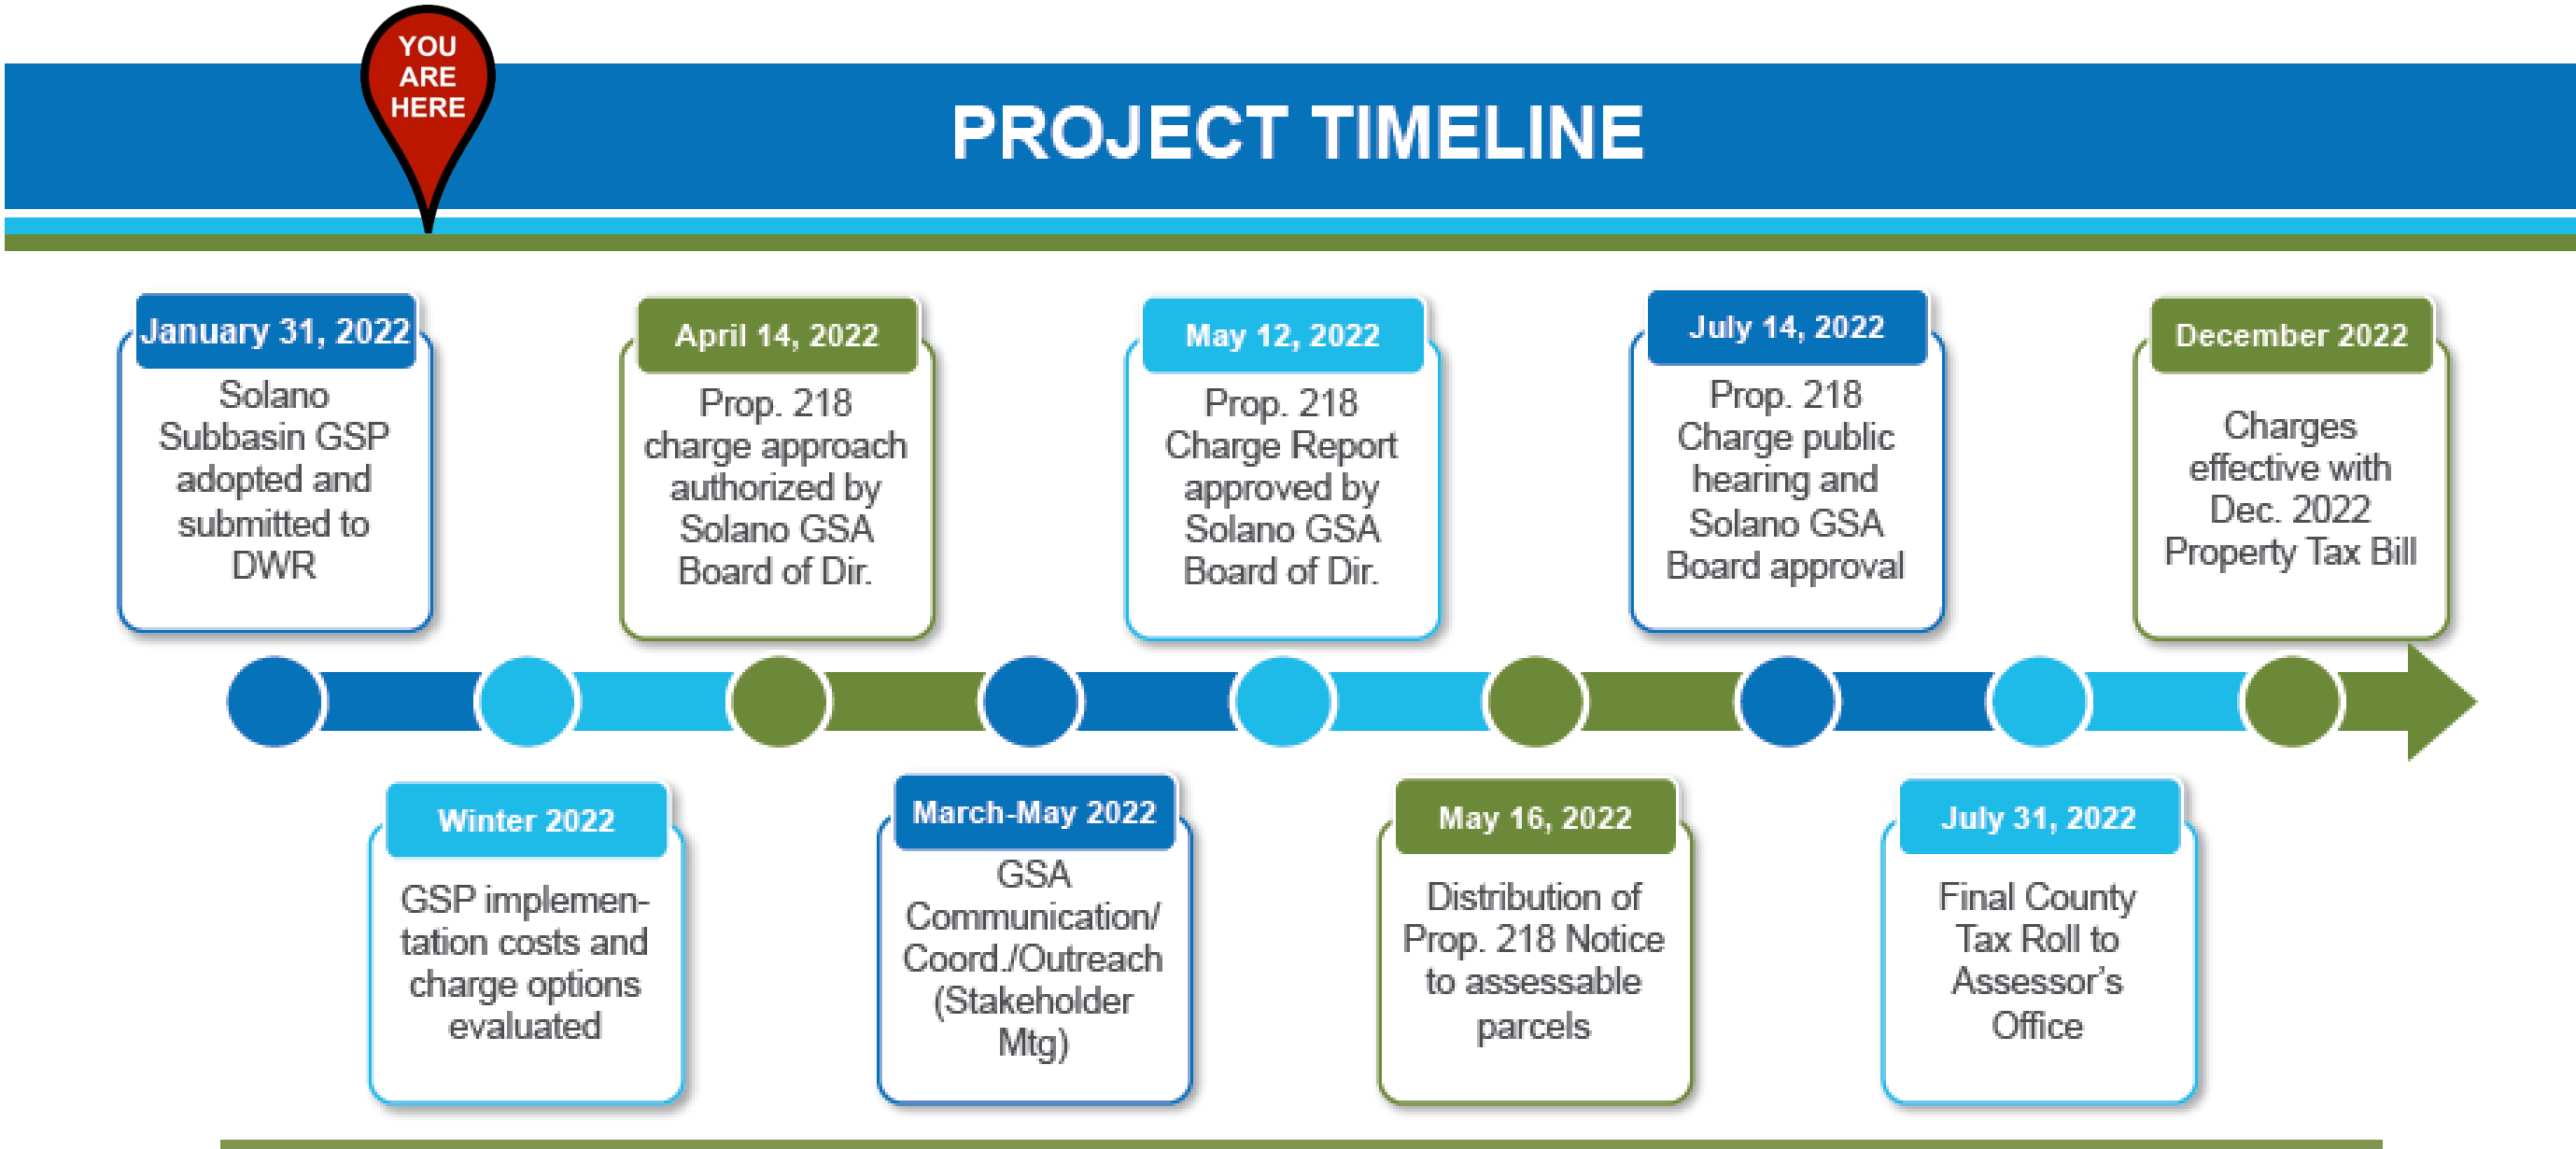 YOU
ARE
HERE
PROJECT TIMELINE
January 31, 2022
Solano
Subbasin GSP
adopted and
submitted to
DWR
April 14, 2022
Prop. 218
charge approach
authorized by
Solano GSA
Board of Dir.
May 12, 2022
Prop. 218
Charge Report
approved by
Solano GSA
Board of Dir.
July 14, 2022
Prop. 218
Charge public
hearing and
Solano GSA
Board approval
December 2022
Charges
effective with
Dec. 2022
Property Tax Bill
Winter 2022
GSP implemen-
tation costs and
charge options
evaluated
March-May 2022
GSA
Communication/
Coord./Outreach
(Stakeholder
Mtg)
May 16, 2022
Distribution of
Prop. 218 Notice
to assessable
parcels
July 31, 2022
Final County
Tax Roll to
Assessor’s
Office